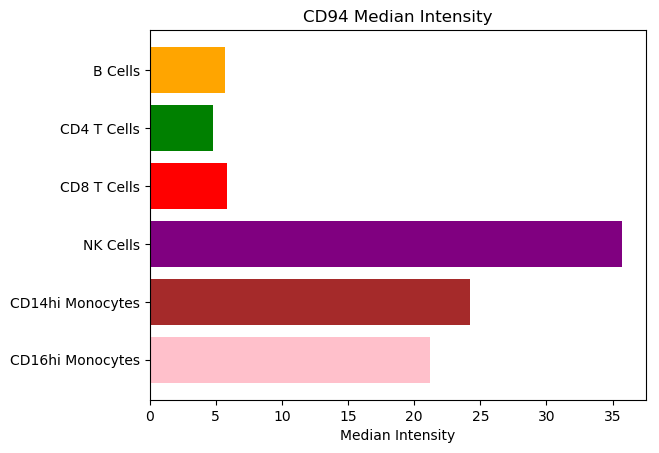 CD94 Median Intensity
B Cells
CD4 T Cells
CD8 T Cells
NK Cells
CD14hi Monocytes
CD16hi Monocytes
0 5 10 15 20 25 30 35
Median Intensity